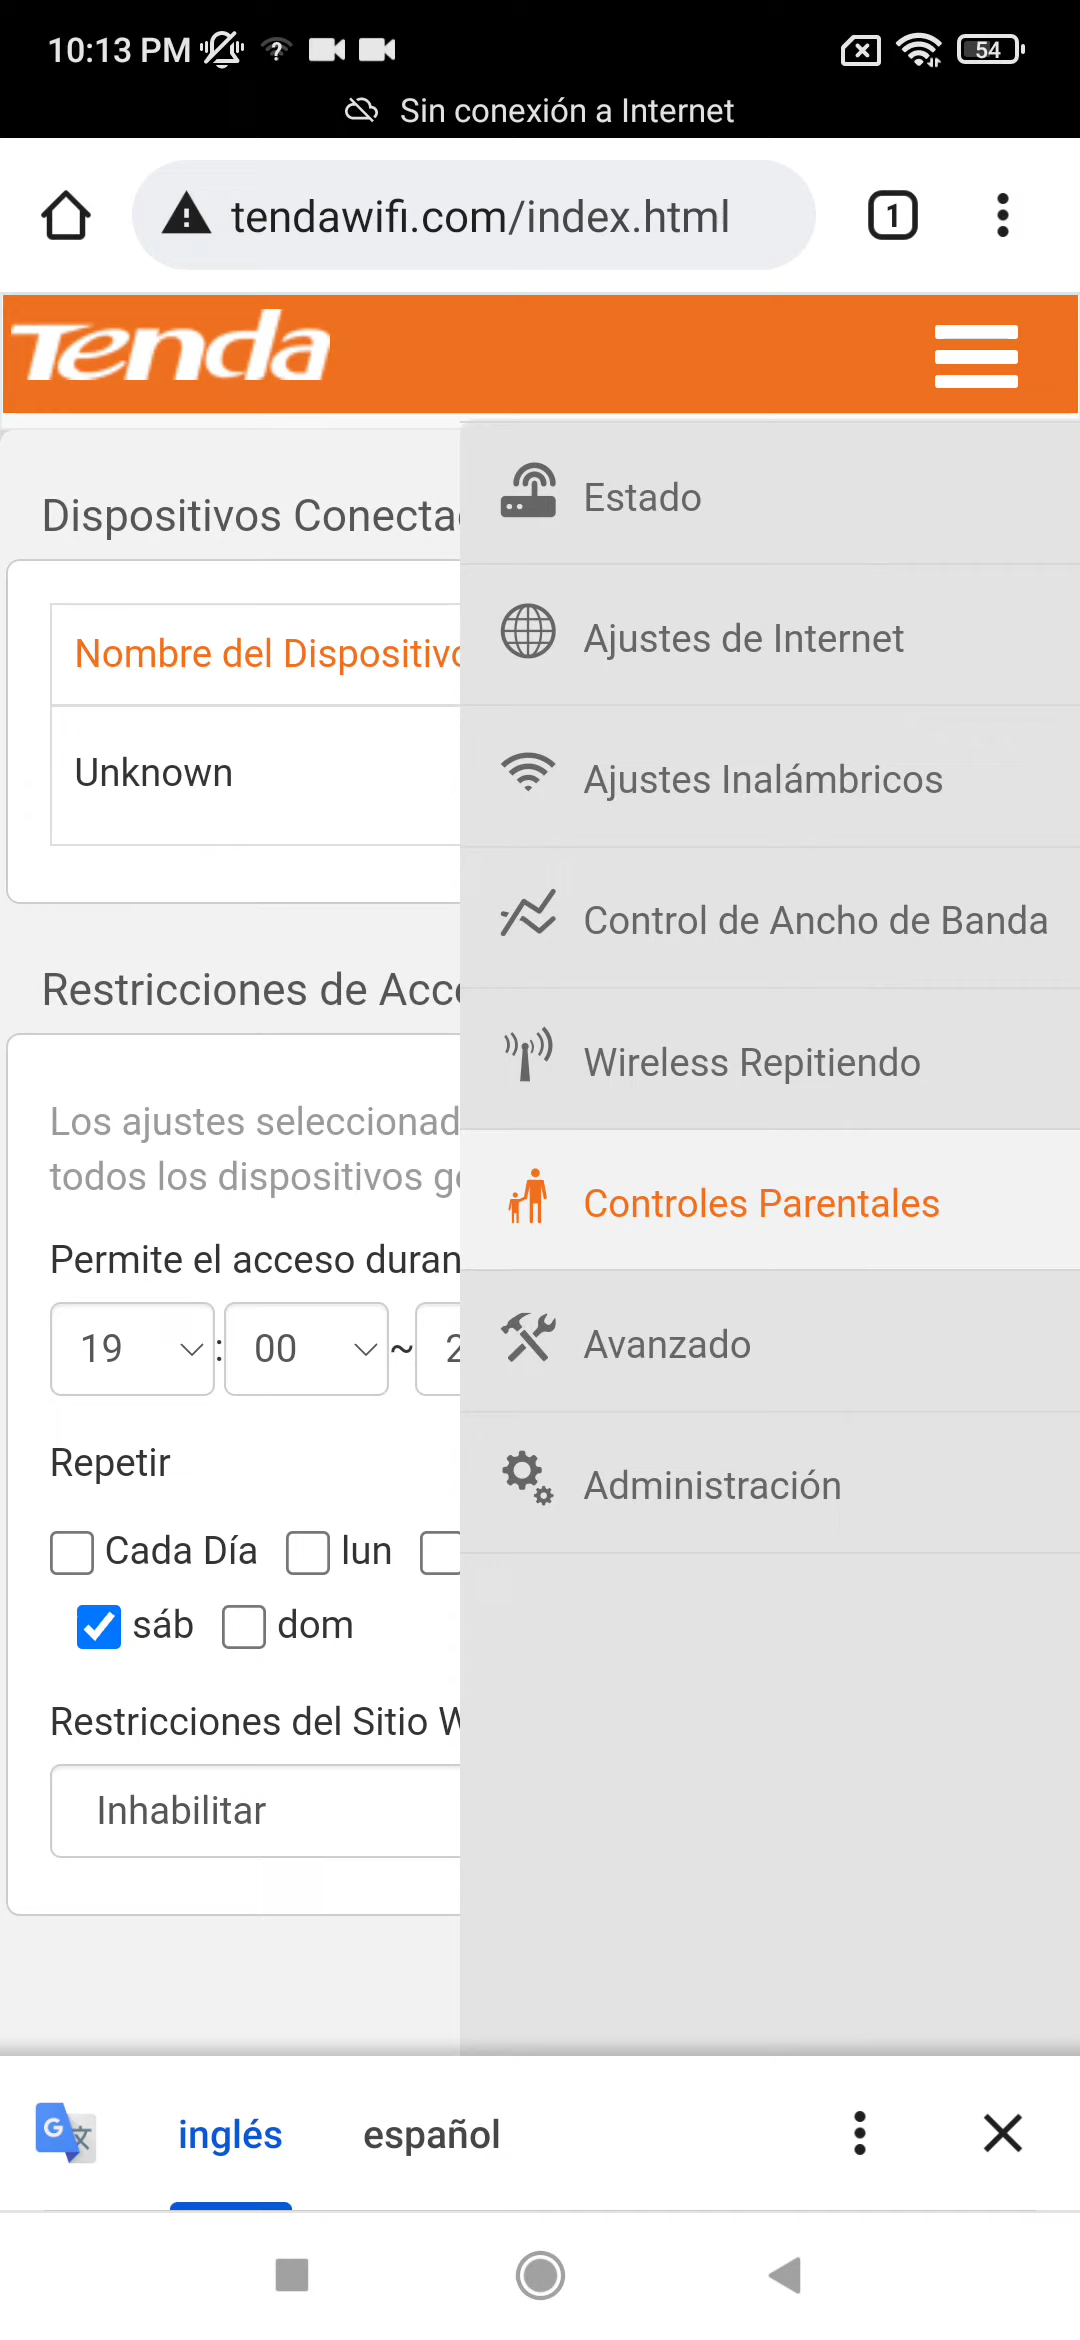 10:13 PM
54
Sin conexión a Internet
tendawifi.com/index.html
1
Tenda
Dispositivos Conecta
Nombre del Dispositivo
Unknown
Restricciones de Acc
Los ajustes seleccionad
todos los dispositivos g
Permite el acceso duran
19 : 00 ~ 2
Repetir
Cada Día lun
sáb dom
Restricciones del Sitio W
Inhabilitar
Estado
Ajustes de Internet
Ajustes Inalámbricos
Control de Ancho de Banda
Wireless Repitiendo
Controles Parentales
Avanzado
Administración
G 文
inglés español